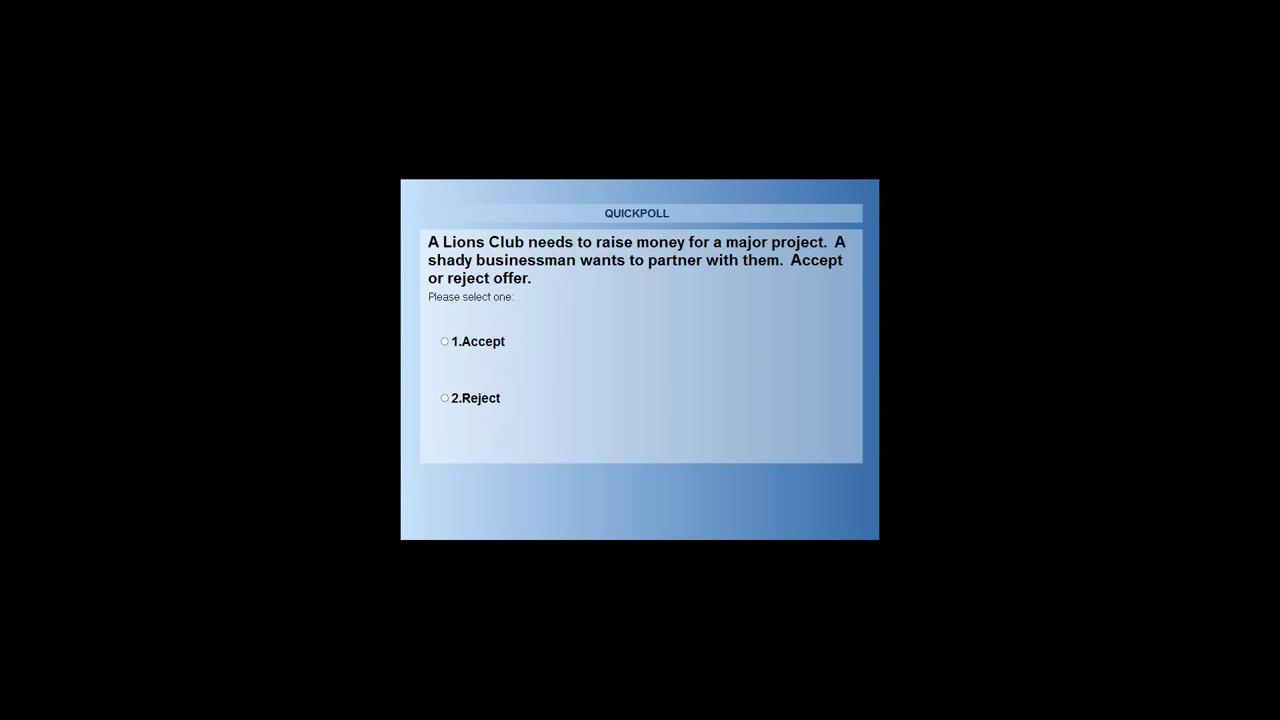 QUICKPOLL
A Lions Club needs to raise money for a major project.  A
shady businessman wants to partner with them.  Accept
or reject offer.
Please select one:
1.Accept
2.Reject